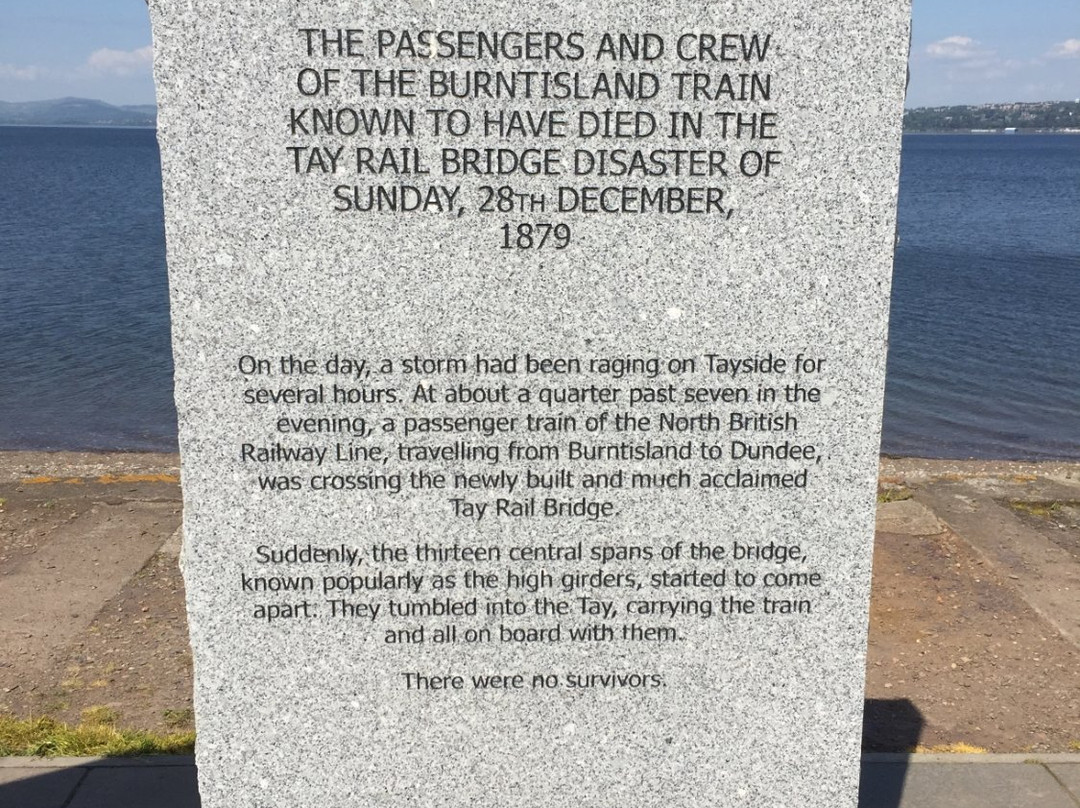 THE PASSENGERS AND CREW
OF THE BURNTISLAND TRAIN
KNOWN TO HAVE DIED IN THE
TAY RAIL BRIDGE DISASTER OF
SUNDAY, 28TH DECEMBER,
1879
On the day, a storm had been raging on Tayside for
several hours. At about a quarter past seven in the
evening, a passenger train of the North British
Railway Line, travelling from Burntisland to Dundee,
was crossing the newly built and much acclaimed
Tay Rail Bridge.
Suddenly, the thirteen central spans of the bridge,
known popularly as the high girders, started to come
apart. They tumbled into the Tay, carrying the train
and all on board with them.
There were no survivors.